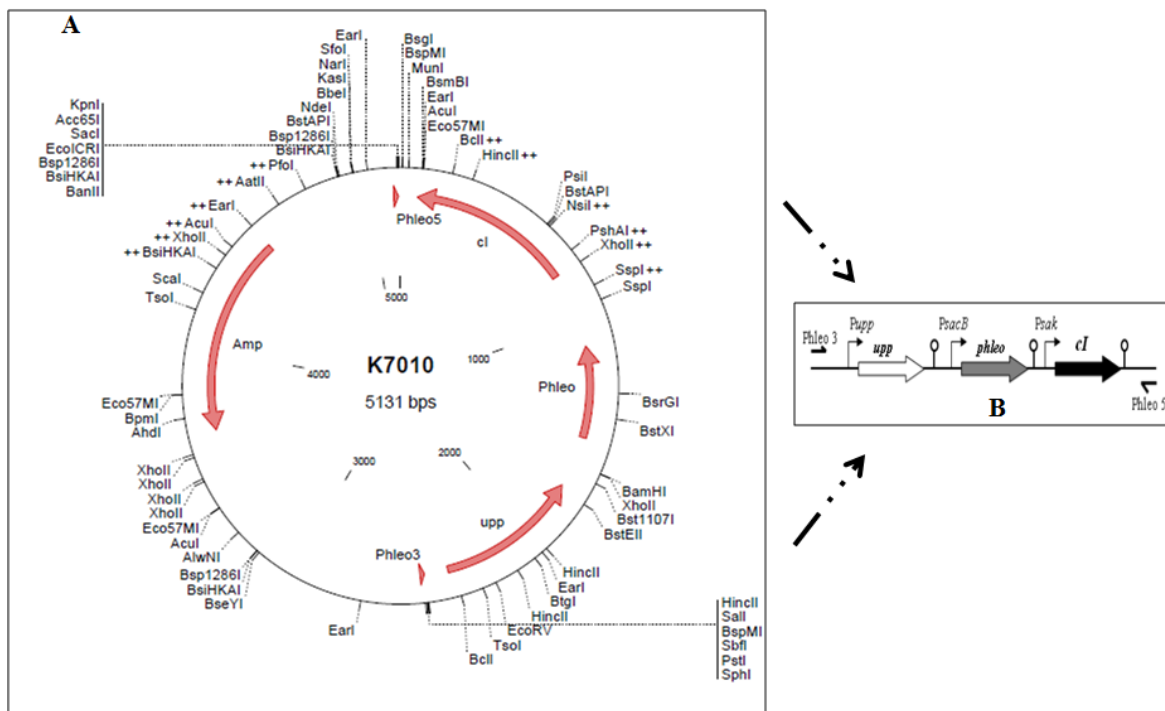 A
EarI
SfoI
NarI
KasI
BbeI
NdeI
BstAPI
Bsp1286I
BsiHKAI
++ PfoI
++ AatII
++ EarI
++ AcuI
++ XhoII
++ BsiHKAI
ScaI
TsoI
KpnI
Acc65I
SacI
EcoICRI
Bsp1286I
BsiHKAI
BanII
BsgI
BspMI
MunI
BsmBI
EarI
AcuI
Eco57MI
BclI ++
HincII ++
PsiI
BstAPI
NsiI ++
PshAI ++
XhoII ++
SspI ++
SspI
Phleo5
cI
5000
Amp
4000
K7010
5131 bps
1000
Phleo
BsrGI
BstXI
3000
2000
BamHI
XhoII
Bst1107I
BstEII
upp
Phleo3
Eco57MI
BpmI
AhdI
XhoII
XhoII
XhoII
XhoII
Eco57MI
AcuI
AlwNI
Bsp1286I
BsiHKAI
BseYI
EarI
HincII
EarI
BtgI
HincII
EcoRV
TsoI
BclI
HincII
SalI
BspMI
SbfI
PstI
SphI
Phleo 3 Pupp upp PsacB phleo Psak cI
B
Phleo 5